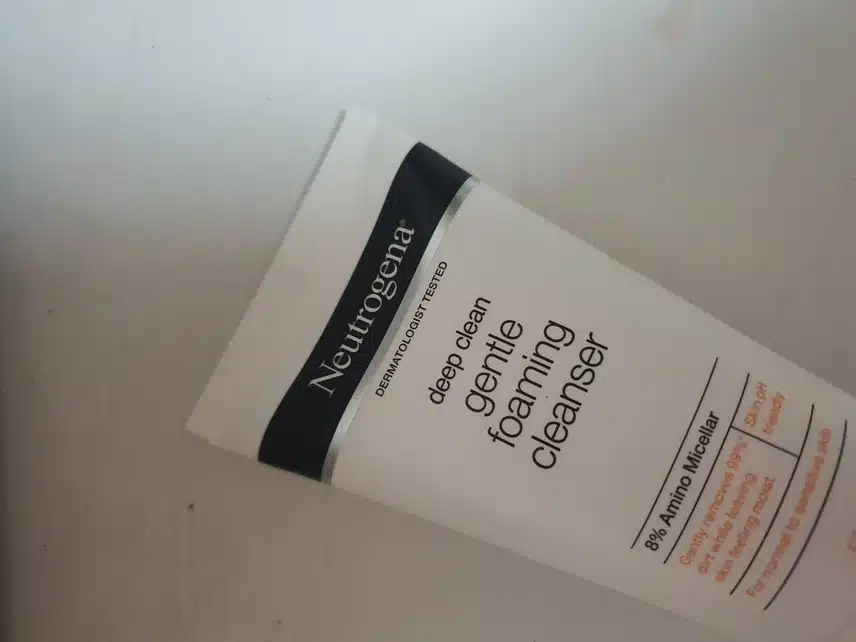 Neutrogena®
DERMATOLOGIST TESTED
deep clean
gentle
foaming
cleanser
8% Amino Micellar
Gently removes 99%*
dirt while leaving
skin feeling moist
Skin pH
friendly
For normal to sensitive skin